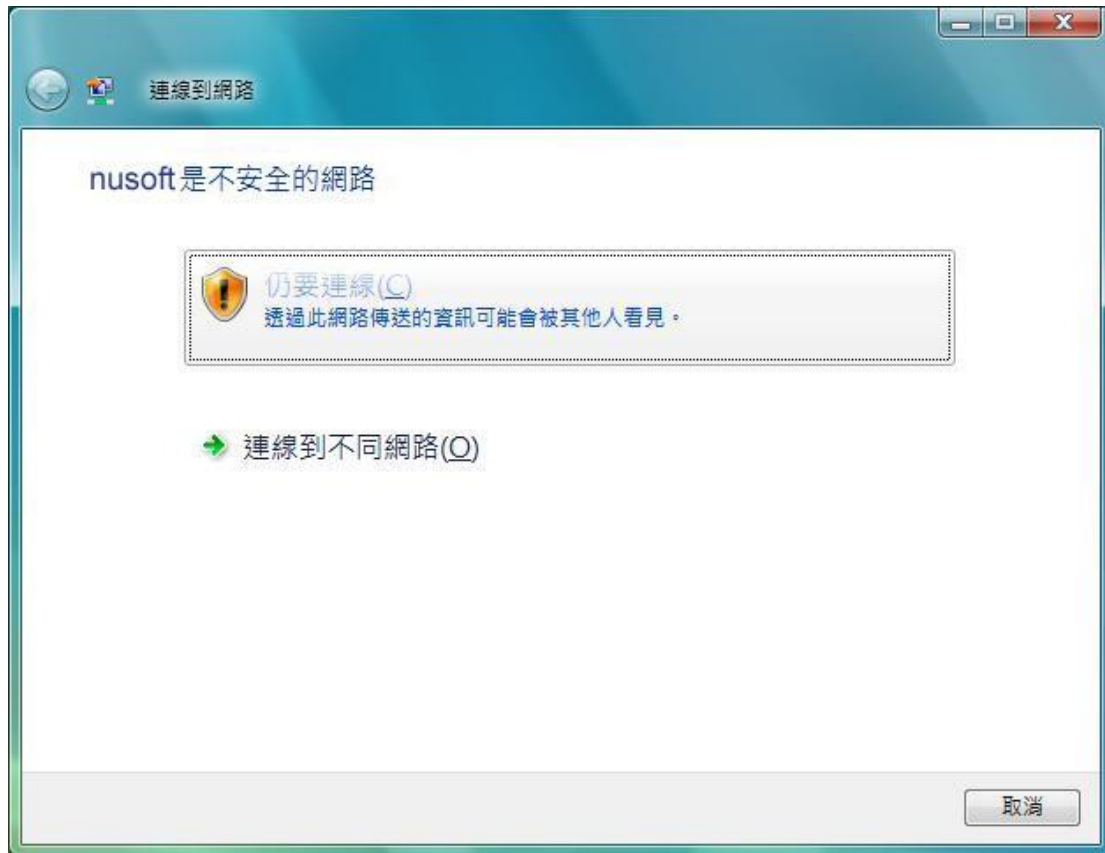 連線到網路
nusoft是不安全的網路
仍要連線(C)
透過此網路傳送的資訊可能會被其他人看見。
連線到不同網路(O)
取消